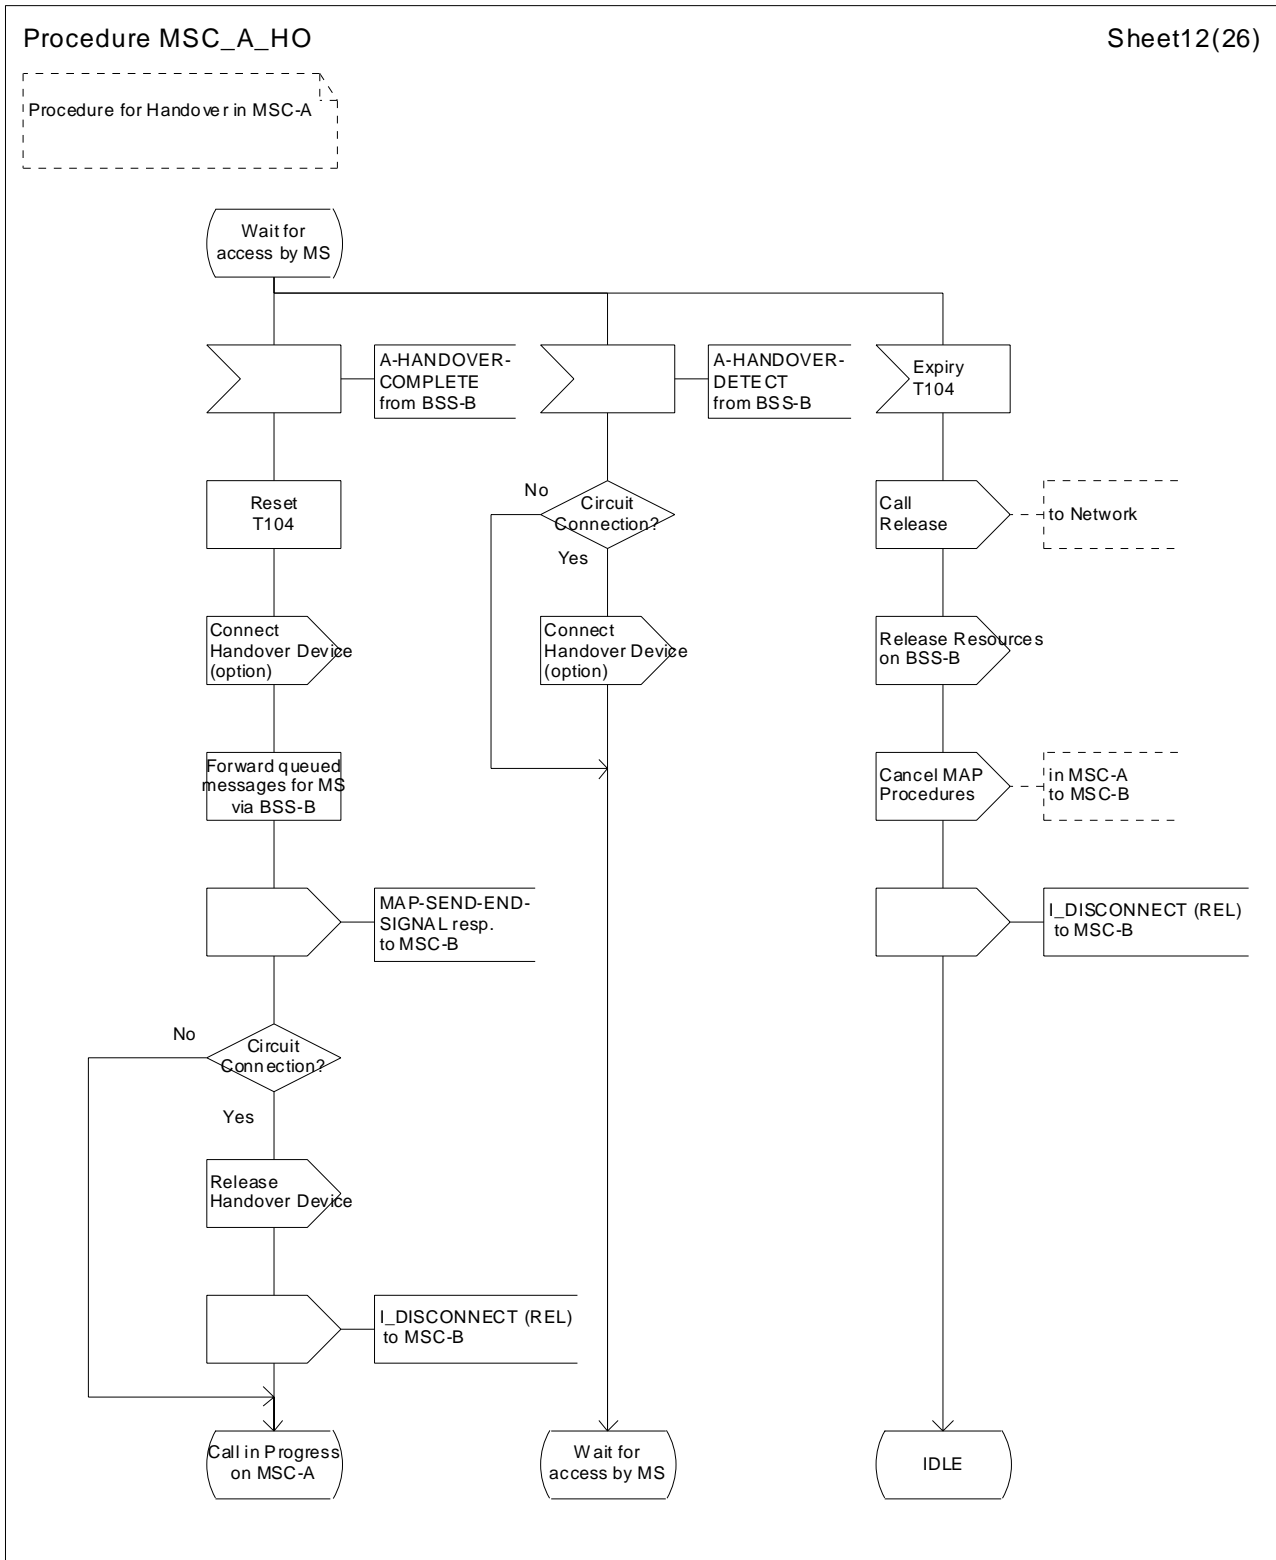 Procedure MSC_A_HO
Sheet12(26)
Procedure for Handover in MSC-A
Wait for
access by MS
A-HANDOVER-
COMPLETE
from BSS-B
A-HANDOVER-
DETECT
from BSS-B
Expiry
T104
Reset
T104
No
Circuit
Connection?
Yes
Call
Release
to Network
Connect
Handover Device
(option)
Connect
Handover Device
(option)
Release Resources
on BSS-B
Forward queued
messages for MS
via BSS-B
Cancel MAP
Procedures
in MSC-A
to MSC-B
MAP-SEND-END-
SIGNAL resp.
to MSC-B
I_DISCONNECT (REL)
to MSC-B
No
Circuit
Connection?
Yes
Release
Handover Device
I_DISCONNECT (REL)
to MSC-B
Call in Progress
on MSC-A
Wait for
access by MS
IDLE